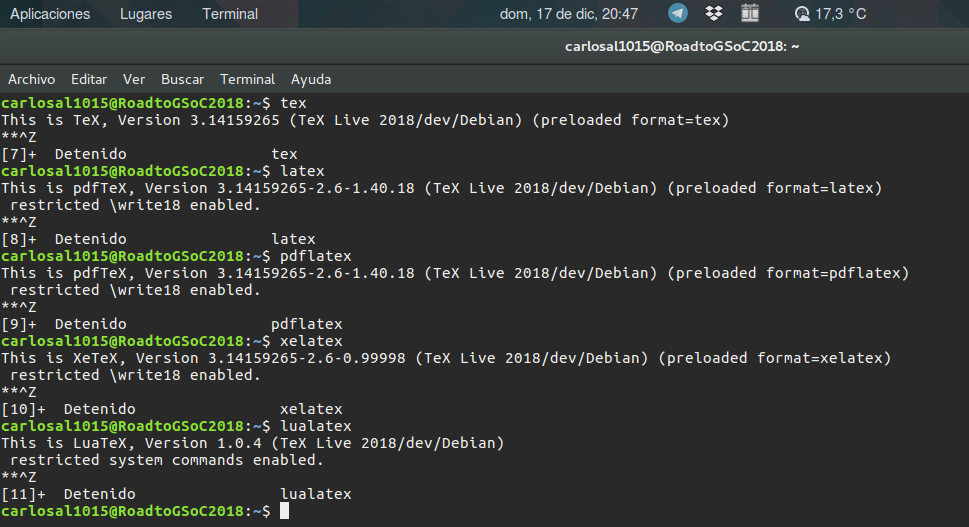 Aplicaciones Lugares Terminal dom, 17 de dic, 20:47 17,3 °C
carlosal1015@RoadtoGSoC2018: ~
Archivo Editar Ver Buscar Terminal Ayuda
carlosal1015@RoadtoGSoC2018:~$ tex
This is TeX, Version 3.14159265 (TeX Live 2018/dev/Debian) (preloaded format=tex)
**^Z
[7]+  Detenido                tex
carlosal1015@RoadtoGSoC2018:~$ latex
This is pdfTeX, Version 3.14159265-2.6-1.40.18 (TeX Live 2018/dev/Debian) (preloaded format=latex)
 restricted \write18 enabled.
**^Z
[8]+  Detenido                latex
carlosal1015@RoadtoGSoC2018:~$ pdflatex
This is pdfTeX, Version 3.14159265-2.6-1.40.18 (TeX Live 2018/dev/Debian) (preloaded format=pdflatex)
 restricted \write18 enabled.
**^Z
[9]+  Detenido                pdflatex
carlosal1015@RoadtoGSoC2018:~$ xelatex
This is XeTeX, Version 3.14159265-2.6-0.99998 (TeX Live 2018/dev/Debian) (preloaded format=xelatex)
 restricted \write18 enabled.
**^Z
[10]+  Detenido                xelatex
carlosal1015@RoadtoGSoC2018:~$ lualatex
This is LuaTeX, Version 1.0.4 (TeX Live 2018/dev/Debian)
 restricted system commands enabled.
**^Z
[11]+  Detenido                lualatex
carlosal1015@RoadtoGSoC2018:~$